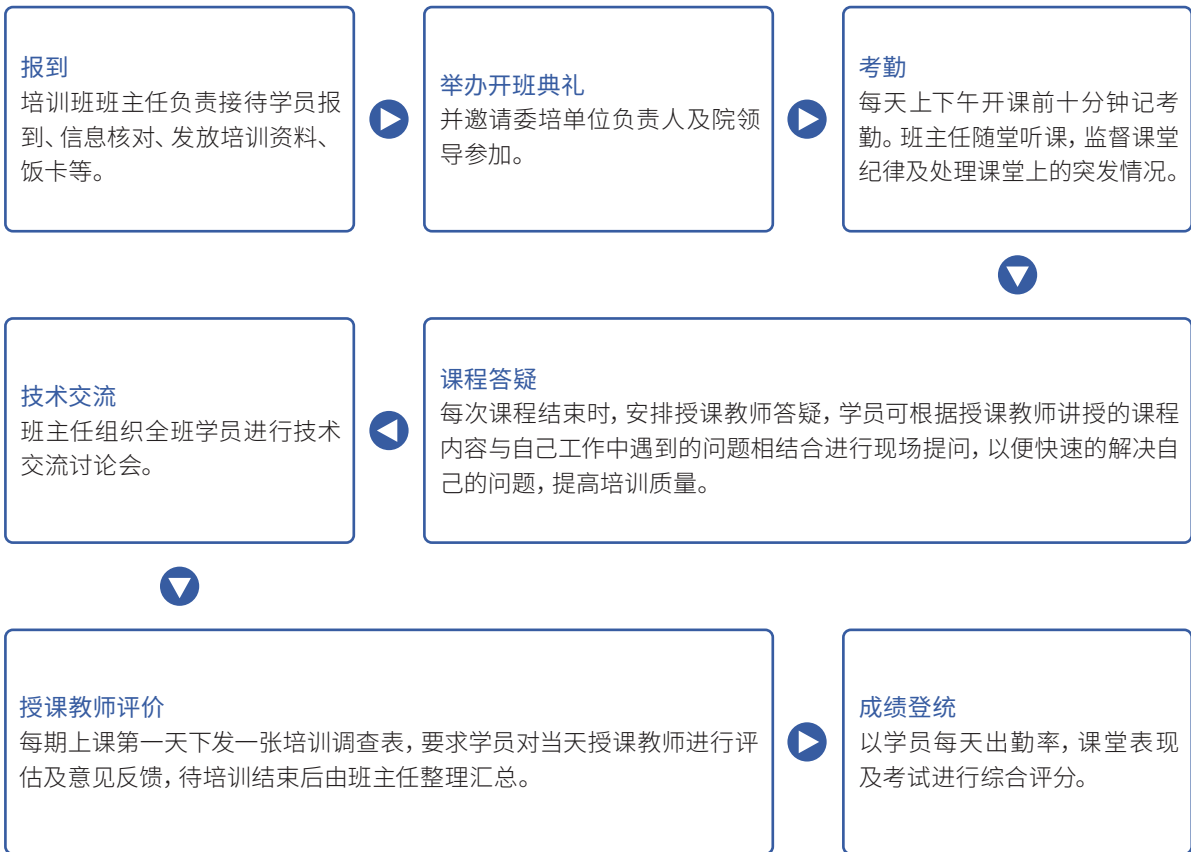 报到
培训班班主任负责接待学员报
到、信息核对、发放培训资料、
饭卡等。
举办开班典礼
并邀请委培单位负责人及院领
导参加。
考勤
每天上下午开课前十分钟记考
勤。班主任随堂听课，监督课堂
纪律及处理课堂上的突发情况。
课程答疑
每次课程结束时，安排授课教师答疑，学员可根据授课教师讲授的课程
内容与自己工作中遇到的问题相结合进行现场提问，以便快速的解决自
己的问题，提高培训质量。
技术交流
班主任组织全班学员进行技术
交流讨论会。
授课教师评价
每期上课第一天下发一张培训调查表，要求学员对当天授课教师进行评
估及意见反馈，待培训结束后由班主任整理汇总。
成绩登统
以学员每天出勤率，课堂表现
及考试进行综合评分。